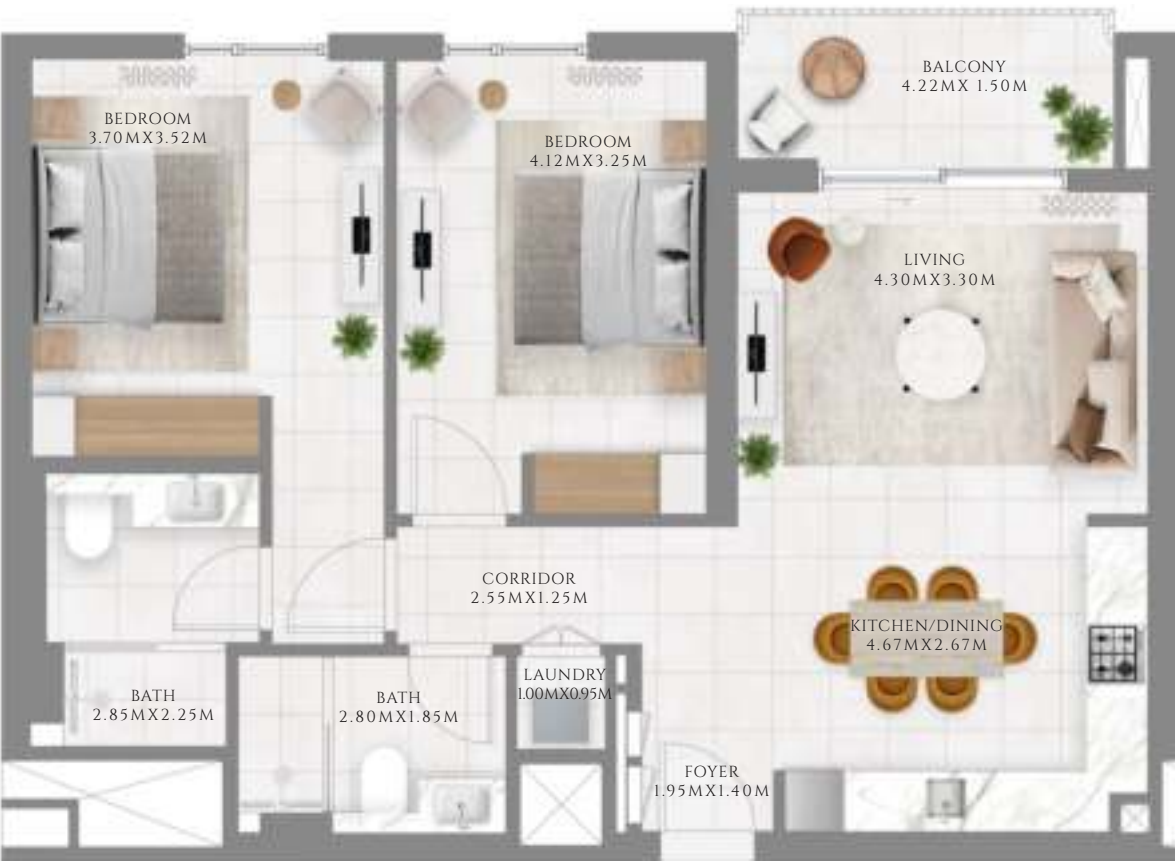 BALCONY
4.22MX 1.50M
BEDROOM
3.70MX3.52M
BEDROOM
4.12MX3.25M
LIVING
4.30MX3.30M
CORRIDOR
2.55MX1.25M
KITCHEN/DINING
4.67MX2.67M
LAUNDRY
1.00MX0.95M
BATH
2.85MX2.25M
BATH
2.80MX1.85M
FOYER
1.95MX1.40M